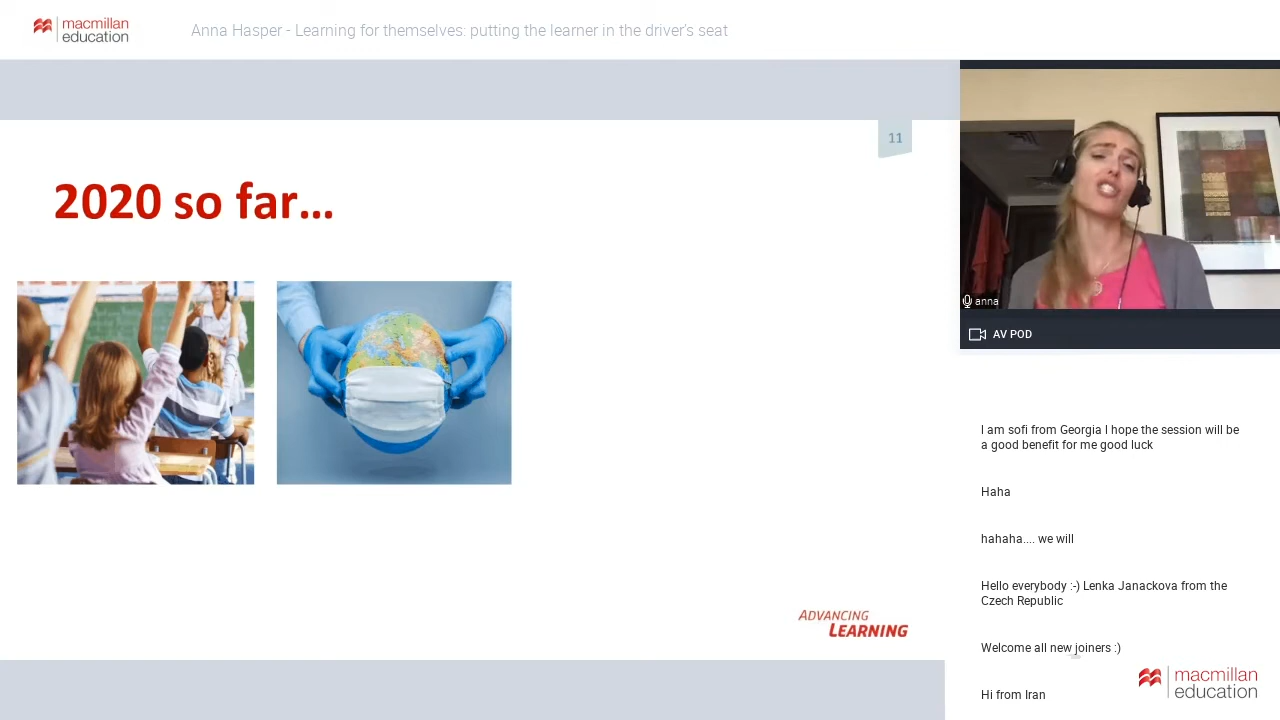 macmillan
education
Anna Hasper - Learning for themselves: putting the learner in the driver's seat
11
2020 so far...
anna
AV POD
I am sofi from Georgia I hope the session will be
a good benefit for me good luck
Haha
hahaha.... we will
Hello everybody :-) Lenka Janackova from the
Czech Republic
Welcome all new joiners :)
Hi from Iran
ADVANCING
LEARNING
macmillan
education